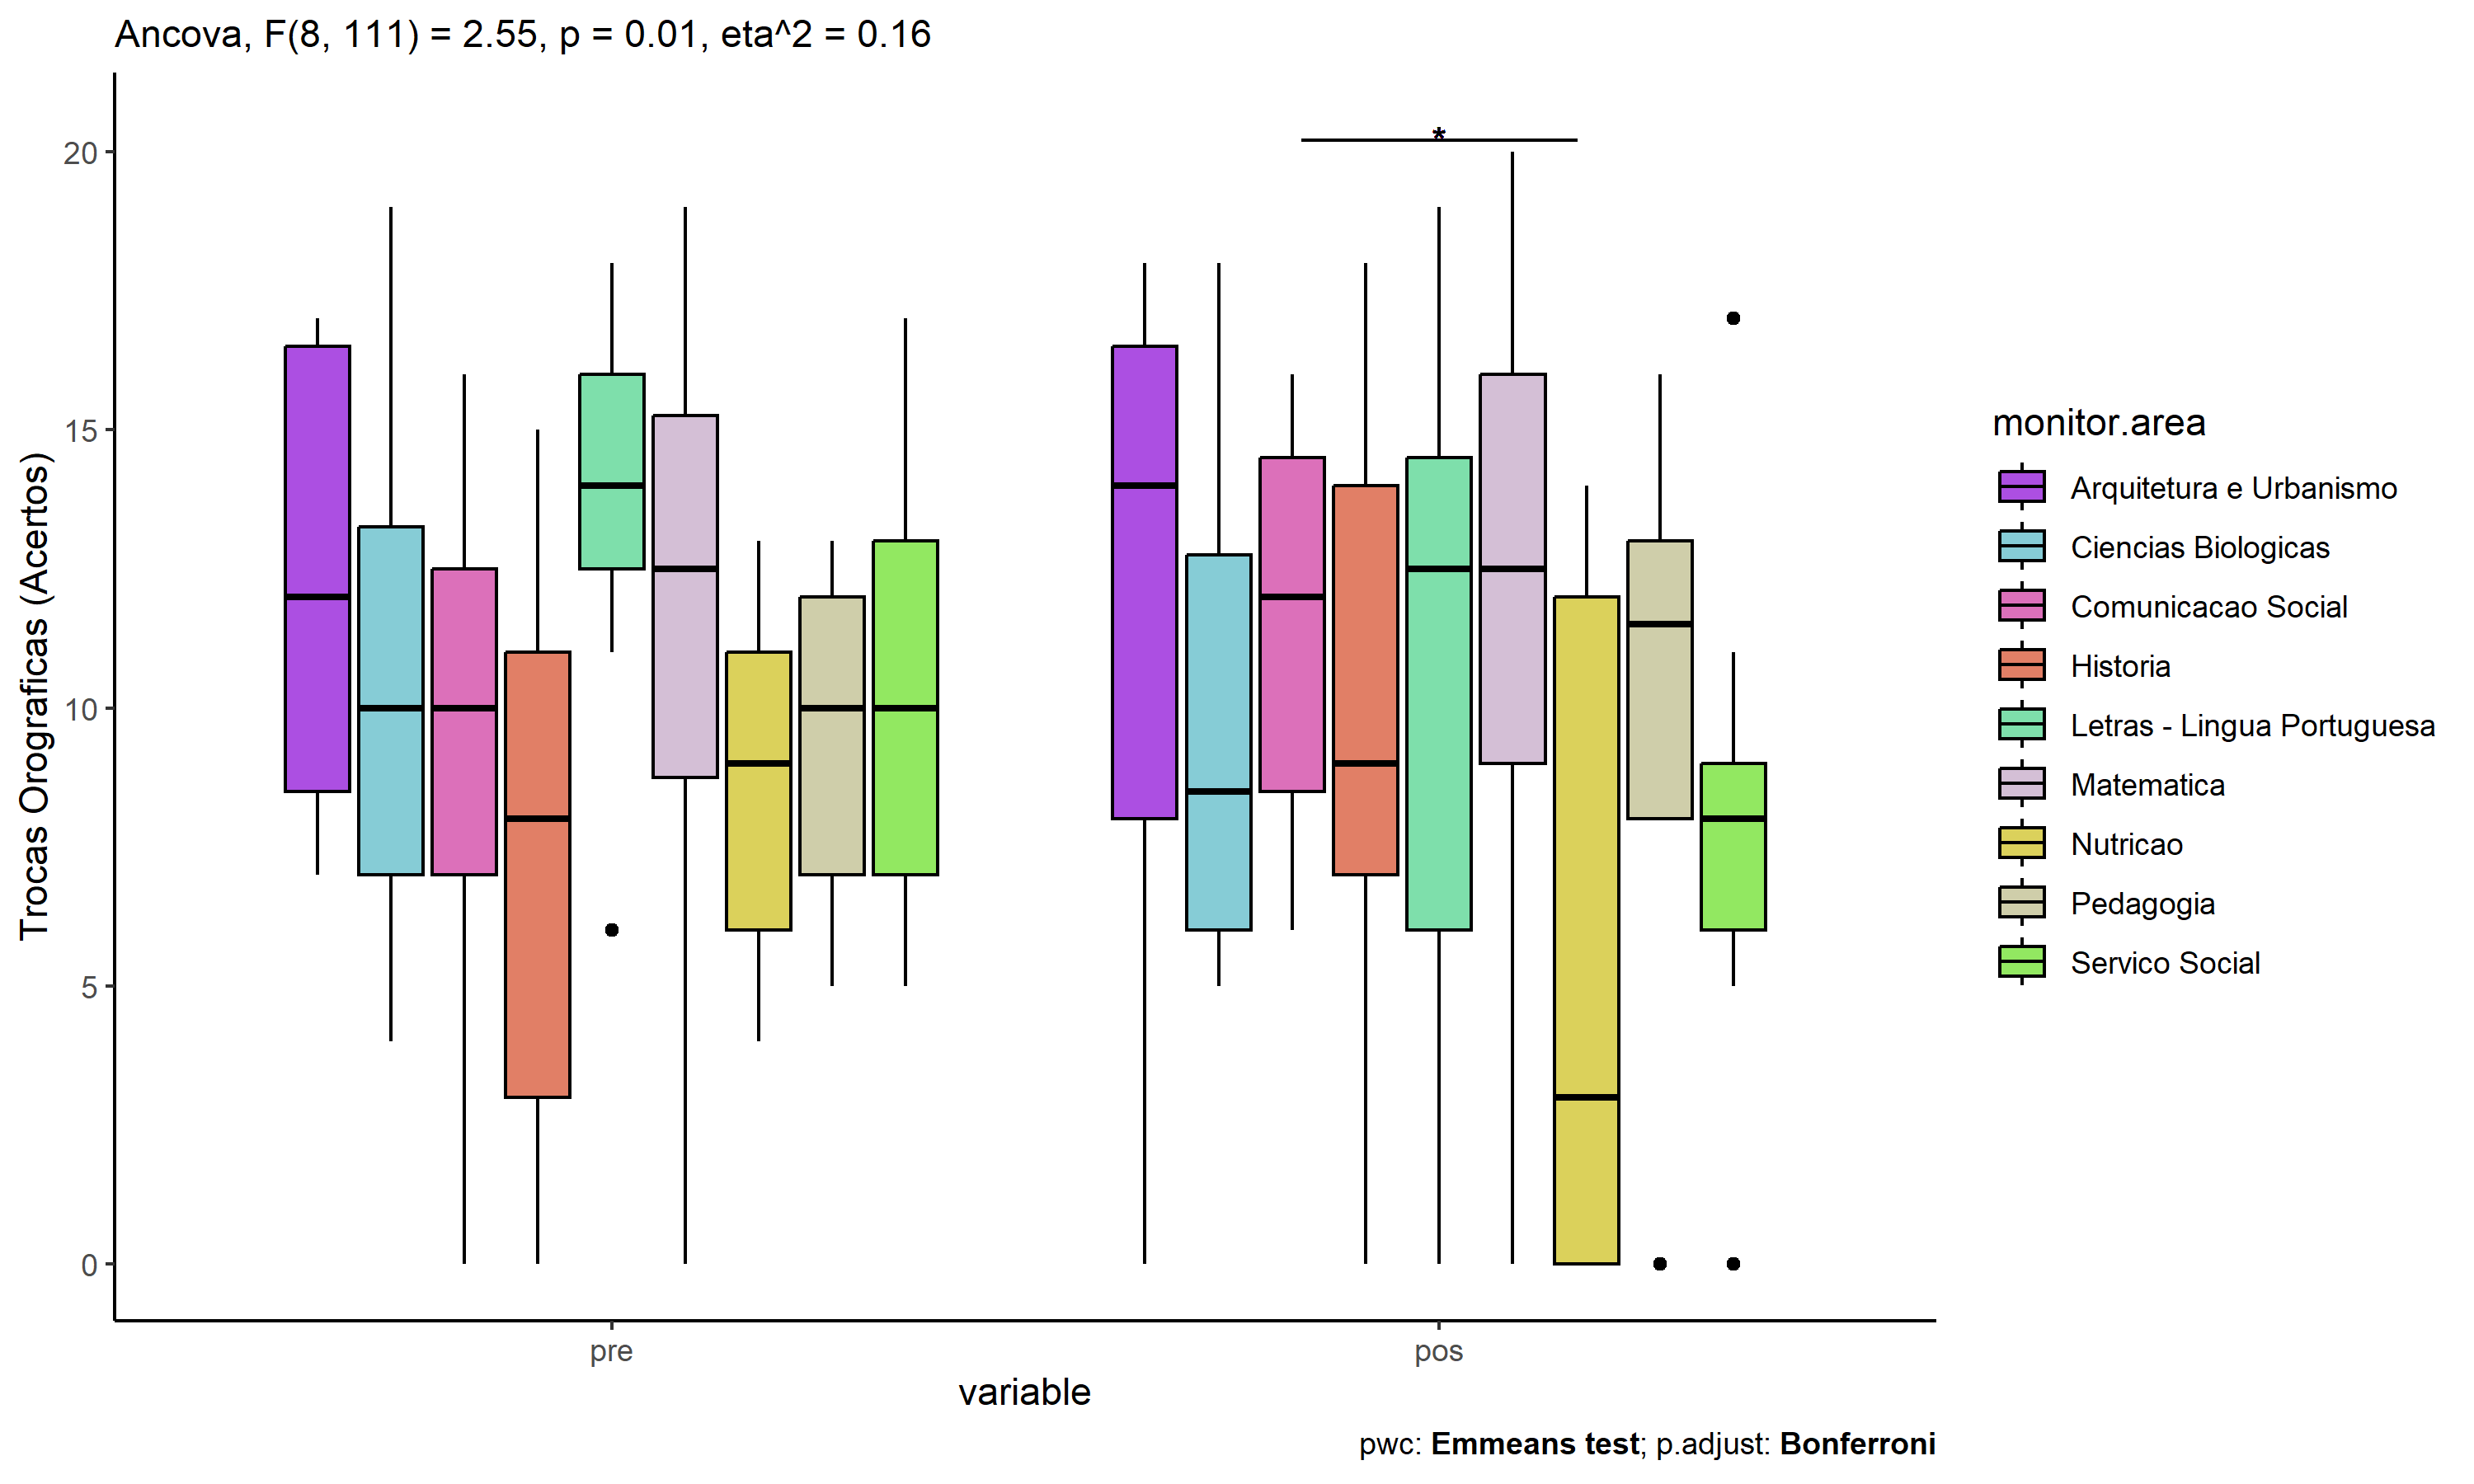 Ancova, F(8, 111) = 2.55, p = 0.01, eta^2 = 0.16
Trocas Orograficas (Acertos)
20
15
10
5
0
*
pre
pos
variable
monitor.area
Arquitetura e Urbanismo
Ciencias Biologicas
Comunicacao Social
Historia
Letras - Lingua Portuguesa
Matematica
Nutricao
Pedagogia
Servico Social
pwc: Emmeans test; p.adjust: Bonferroni